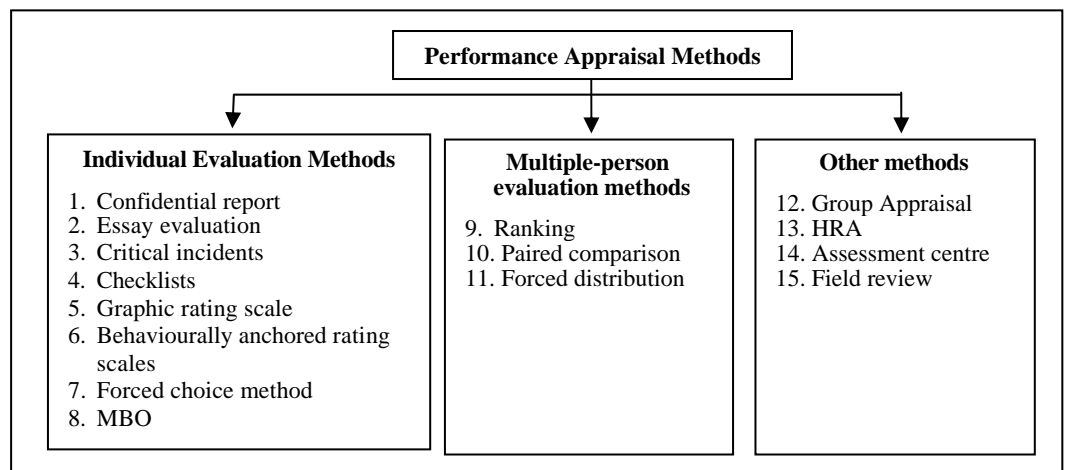 Performance Appraisal Methods
Individual Evaluation Methods
1. Confidential report
2. Essay evaluation
3. Critical incidents
4. Checklists
5. Graphic rating scale
6. Behaviourally anchored rating
scales
7. Forced choice method
8. MBO
Multiple-person
evaluation methods
9. Ranking
10. Paired comparison
11. Forced distribution
Other methods
12. Group Appraisal
13. HRA
14. Assessment centre
15. Field review